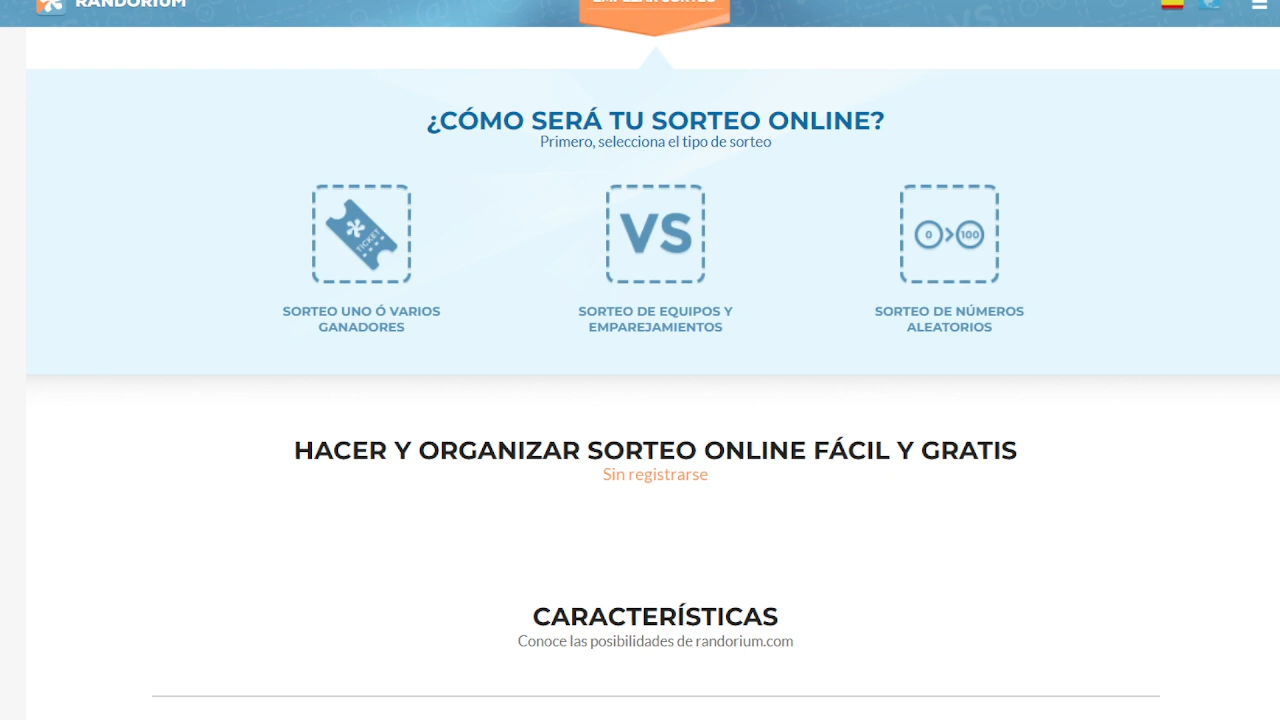 RANDORIUM
EMPEZAR SORTEO
¿CÓMO SERÁ TU SORTEO ONLINE?
Primero, selecciona el tipo de sorteo
TICKET
VS
0 > 100
SORTEO UNO Ó VARIOS
GANADORES
SORTEO DE EQUIPOS Y
EMPAREJAMIENTOS
SORTEO DE NÚMEROS
ALEATORIOS
HACER Y ORGANIZAR SORTEO ONLINE FÁCIL Y GRATIS
Sin registrarse
CARACTERÍSTICAS
Conoce las posibilidades de randorium.com